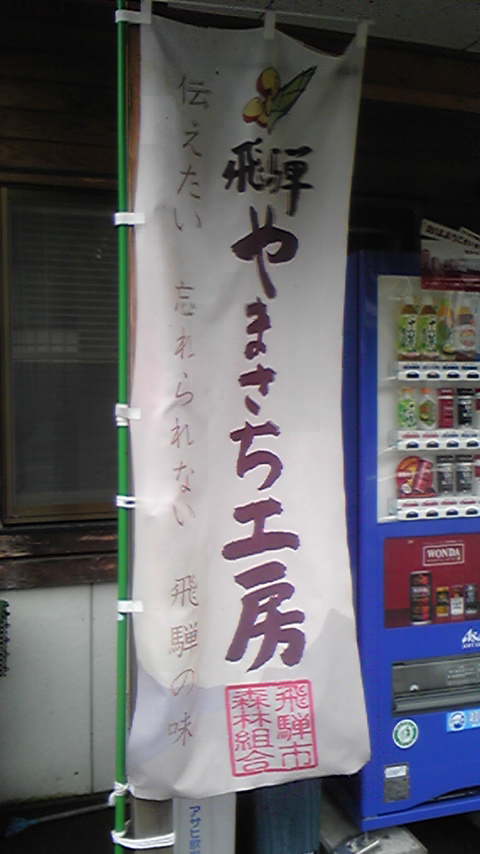 飛騨
やまさち工房
伝えたい 忘れられない 飛騨の味
飛騨市
森林組合
WONDA